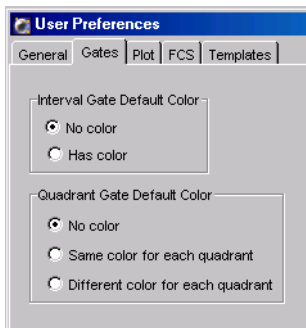 User Preferences
General Gates Plot FCS Templates
Interval Gate Default Color
No color
Has color
Quadrant Gate Default Color
No color
Same color for each quadrant
Different color for each quadrant